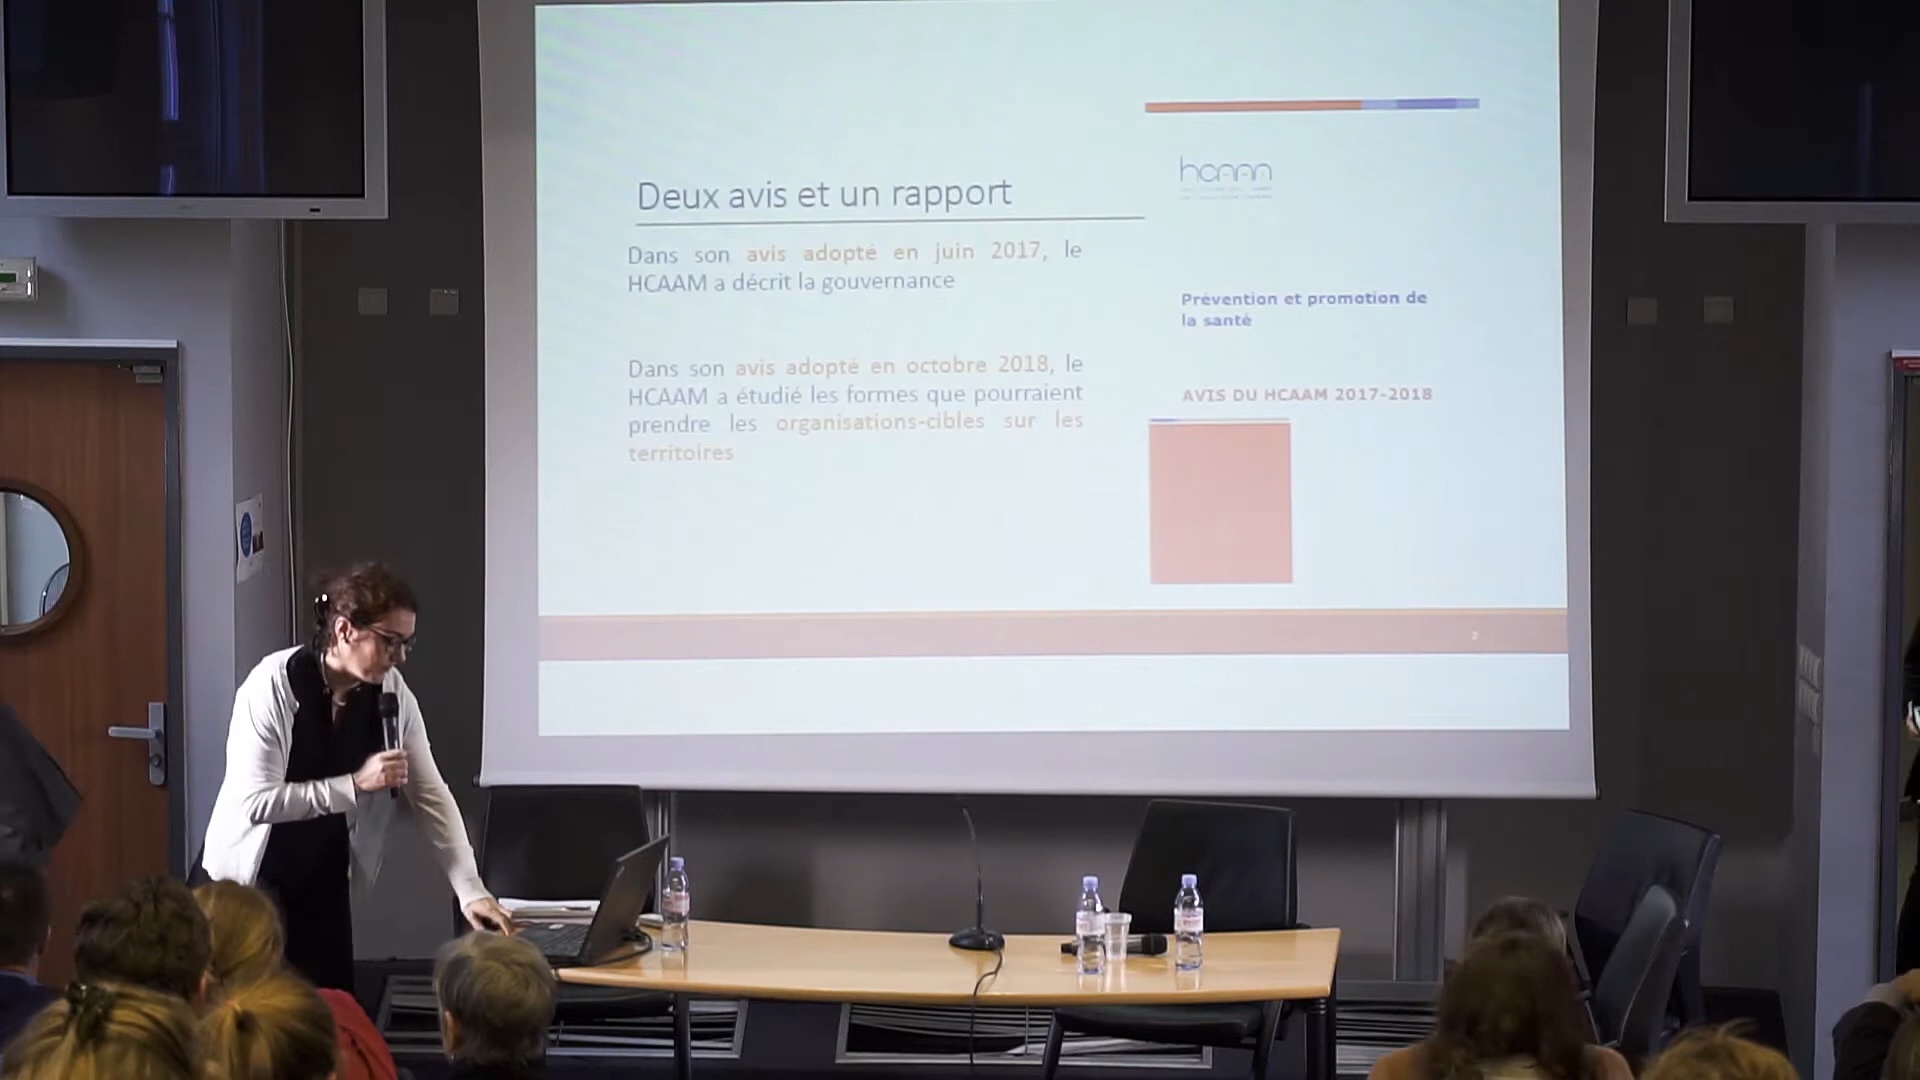 Deux avis et un rapport
Dans son avis adopté en juin 2017, le
HCAAM a décrit la gouvernance
Dans son avis adopté en octobre 2018, le
HCAAM a étudié les formes que pourraient
prendre les organisations-cibles sur les
territoires
hcaam
Prévention et promotion de
la santé
AVIS DU HCAAM 2017-2018
2